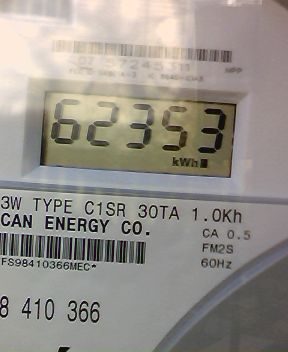 62353
kWh
3W TYPE C1SR 30TA 1.0Kh
CAN ENERGY CO.
CA 0.5
FM2S
60Hz
FS98410366MEC*
8 410 366